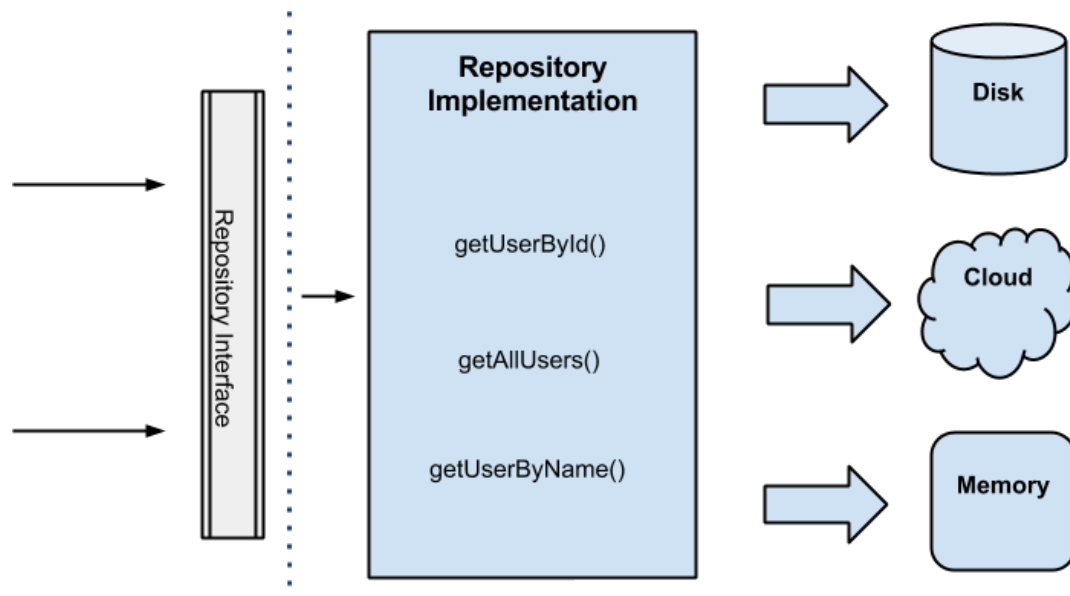 Repository Interface
Repository
Implementation
getUserById()
getAllUsers()
getUserByName()
Disk
Cloud
Memory